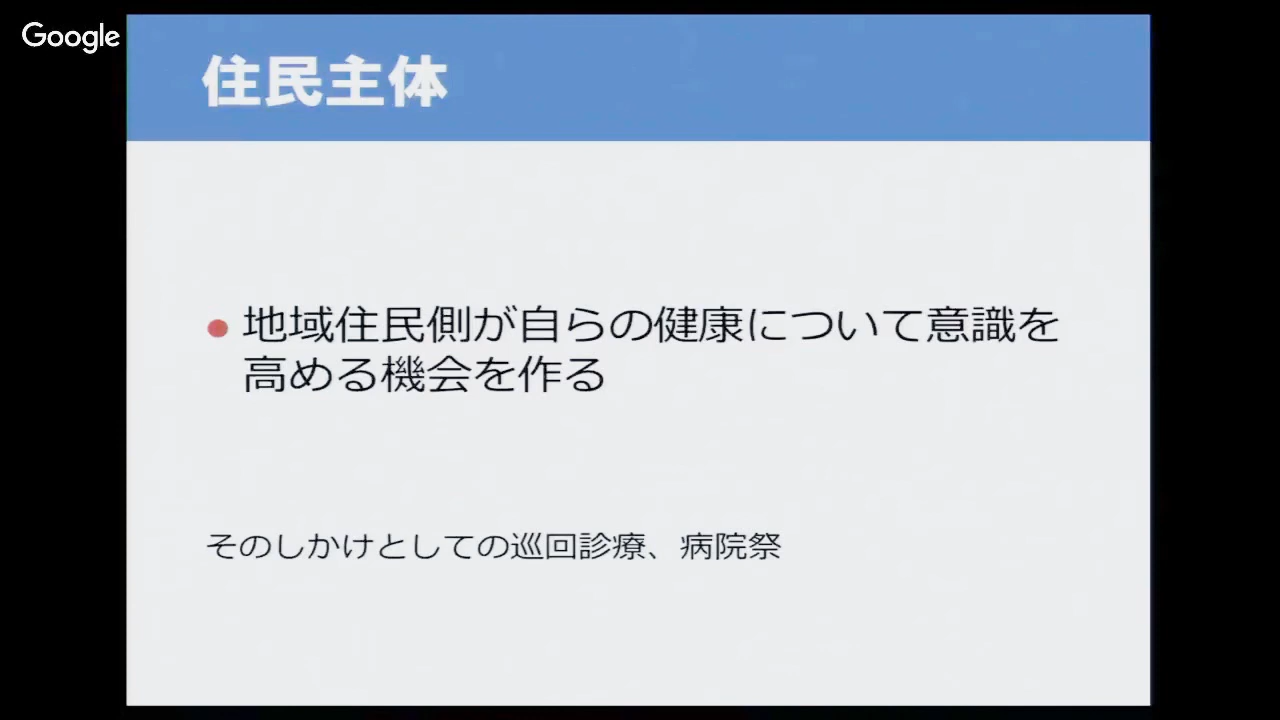 Google
住民主体
地域住民側が自らの健康について意識を
高める機会を作る
そのしかけとしての巡回診療、病院祭